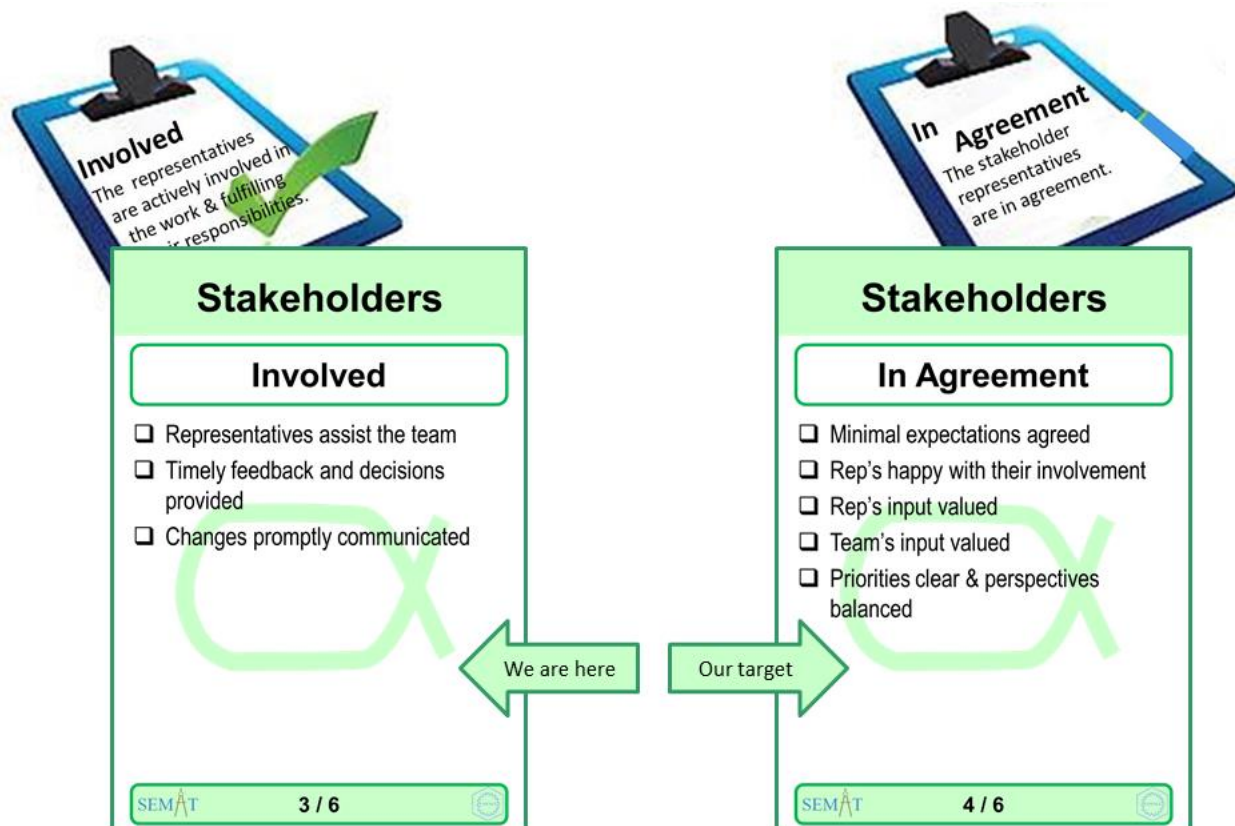 Involved
The representatives
are actively involved in
the work & fulfilling
responsibilities.
In Agreement
The stakeholder
representatives
are in agreement.
Stakeholders
Involved
Representatives assist the team
Timely feedback and decisions
provided
Changes promptly communicated
We are here
SEMAT
3 / 6
Stakeholders
In Agreement
Minimal expectations agreed
Rep's happy with their involvement
Rep's input valued
Team's input valued
Priorities clear & perspectives
balanced
Our target
SEMAT
4 / 6